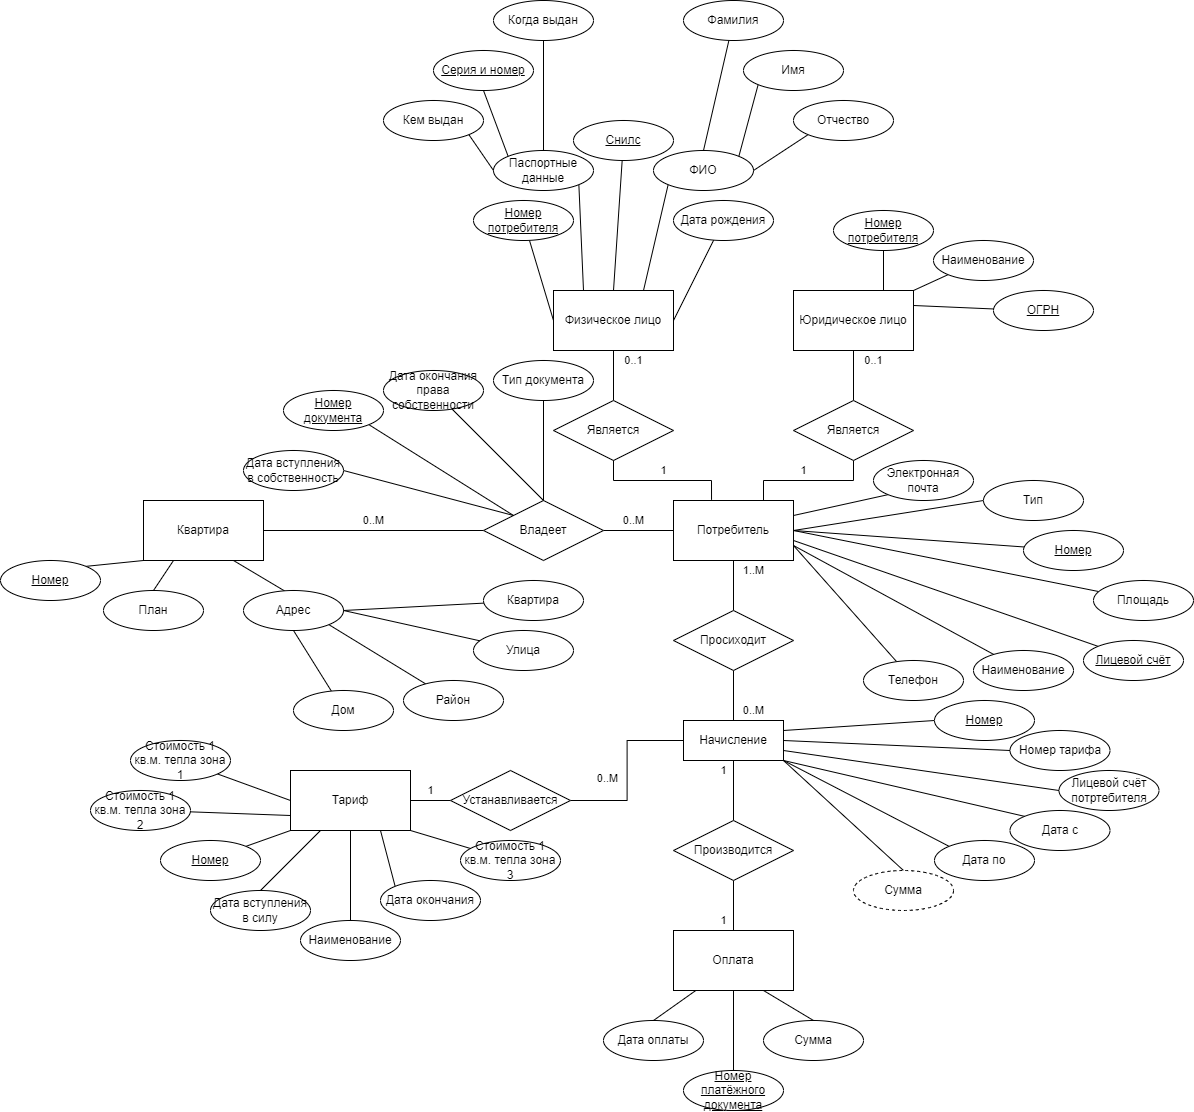 Когда выдан
Фамилия
Серия и номер
Имя
Кем выдан
Отчество
Снилс
Паспортные
данные
ФИО
Номер
потребителя
Дата рождения
Номер
потребителя
Наименование
ОГРН
Физическое лицо
Юридическое лицо
0..1
0..1
Дата окончания
права
собственности
Тип документа
Номер
документа
Является
Является
Дата вступления
в собственность
1
1
Электронная
почта
Тип
Квартира
0..М
Владеет
0..М
Потребитель
Номер
Номер
План
Адрес
Квартира
1..М
Площадь
Улица
Просиходит
Лицевой счёт
Наименование
Телефон
Район
Дом
0..М
Номер
Начисление
Номер тарифа
Стоимость 1
кв.м. тепла зона
1
0..М
1
Лицевой счёт
потртебителя
Стоимость 1
кв.м. тепла зона
2
Тариф
1
Устанавливается
Дата с
Номер
Стоимость 1
кв.м. тепла зона
3
Производится
Дата по
Сумма
Дата вступления
в силу
Дата окончания
Наименование
1
Оплата
Дата оплаты
Сумма
Номер
платёжного
документа